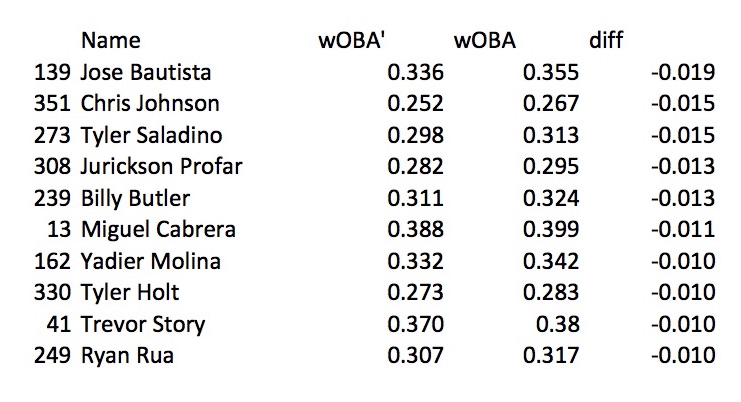 Name wOBA' wOBA diff
139 Jose Bautista 0.336 0.355 -0.019
351 Chris Johnson 0.252 0.267 -0.015
273 Tyler Saladino 0.298 0.313 -0.015
308 Jurickson Profar 0.282 0.295 -0.013
239 Billy Butler 0.311 0.324 -0.013
13 Miguel Cabrera 0.388 0.399 -0.011
162 Yadier Molina 0.332 0.342 -0.010
330 Tyler Holt 0.273 0.283 -0.010
41 Trevor Story 0.370 0.38 -0.010
249 Ryan Rua 0.307 0.317 -0.010